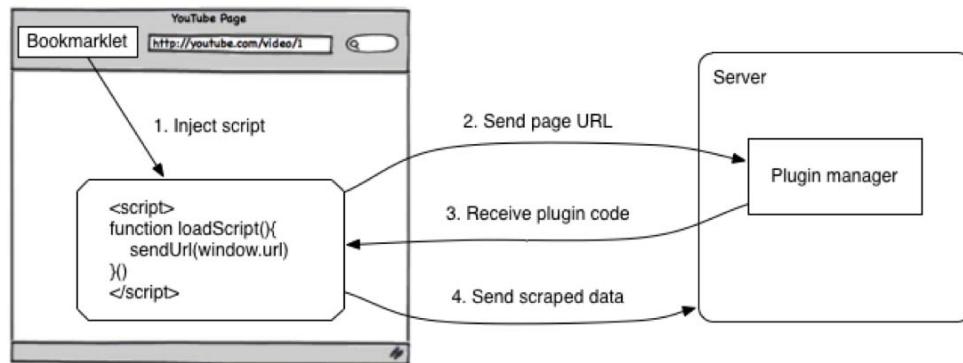 YouTube Page
Bookmarklet
http://youtube.com/video/1
Server
1. Inject script
2. Send page URL
Plugin manager
<script>
function loadScript(){
sendUrl(window.url)
}()
</script>
3. Receive plugin code
4. Send scraped data